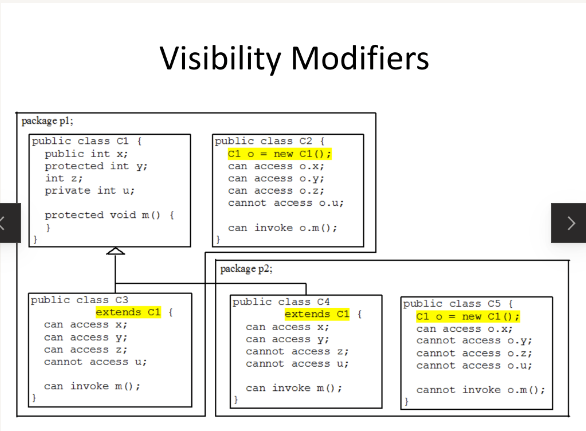 Visibility Modifiers
package p1;
public class C1 {
public int x;
protected int y;
int z;
private int u;
protected void m() {
}
}
public class C2 {
C1 o = new C1();
can access o.x;
can access o.y;
can access o.z;
cannot access o.u;
can invoke o.m();
}
public class C3
extends C1 {
can access x;
can access y;
can access z;
cannot access u;
can invoke m();
}
package p2;
public class C4
extends C1 {
can access x;
can access y;
cannot access z;
cannot access u;
can invoke m();
}
public class C5 {
C1 o = new C1();
can access o.x;
cannot access o.y;
cannot access o.z;
cannot access o.u;
cannot invoke o.m();
}